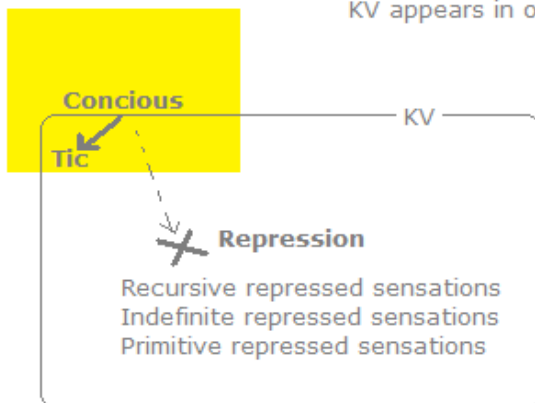 KV appears in o
Concious
KV
Tic
Repression
Recursive repressed sensations
Indefinite repressed sensations
Primitive repressed sensations